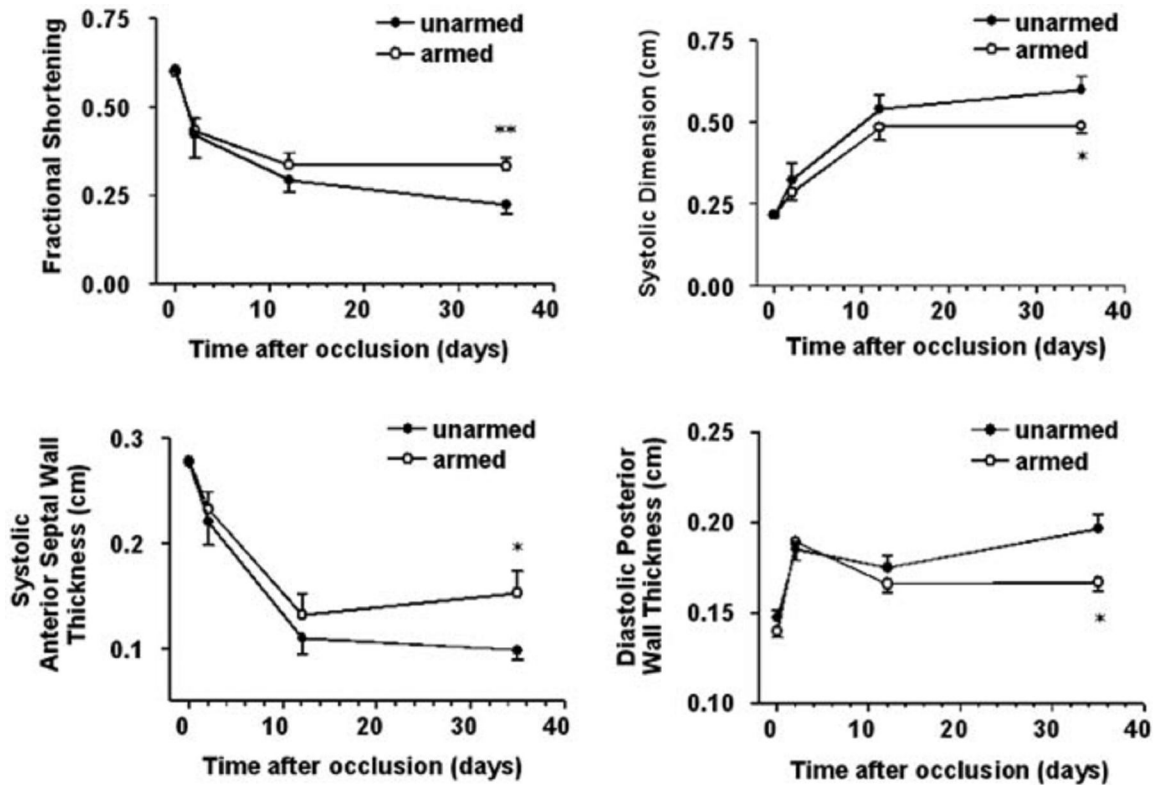 0.75
unarmed
armed
0.50
**
0.25
0.00
Fractional Shortening
0 10 20 30 40
Time after occlusion (days)
unarmed
0.75
armed
0.50
*
0.25
0.00
Systolic Dimension (cm)
0 10 20 30 40
Time after occlusion (days)
0.3
unarmed
armed
0.2
*
0.1
Systolic
Anterior Septal Wall
Thickness (cm)
0 10 20 30 40
Time after occlusion (days)
0.25
unarmed
armed
0.20
0.15
*
0.10
Diastolic Posterior
Wall Thickness (cm)
0 10 20 30 40
Time after occlusion (days)